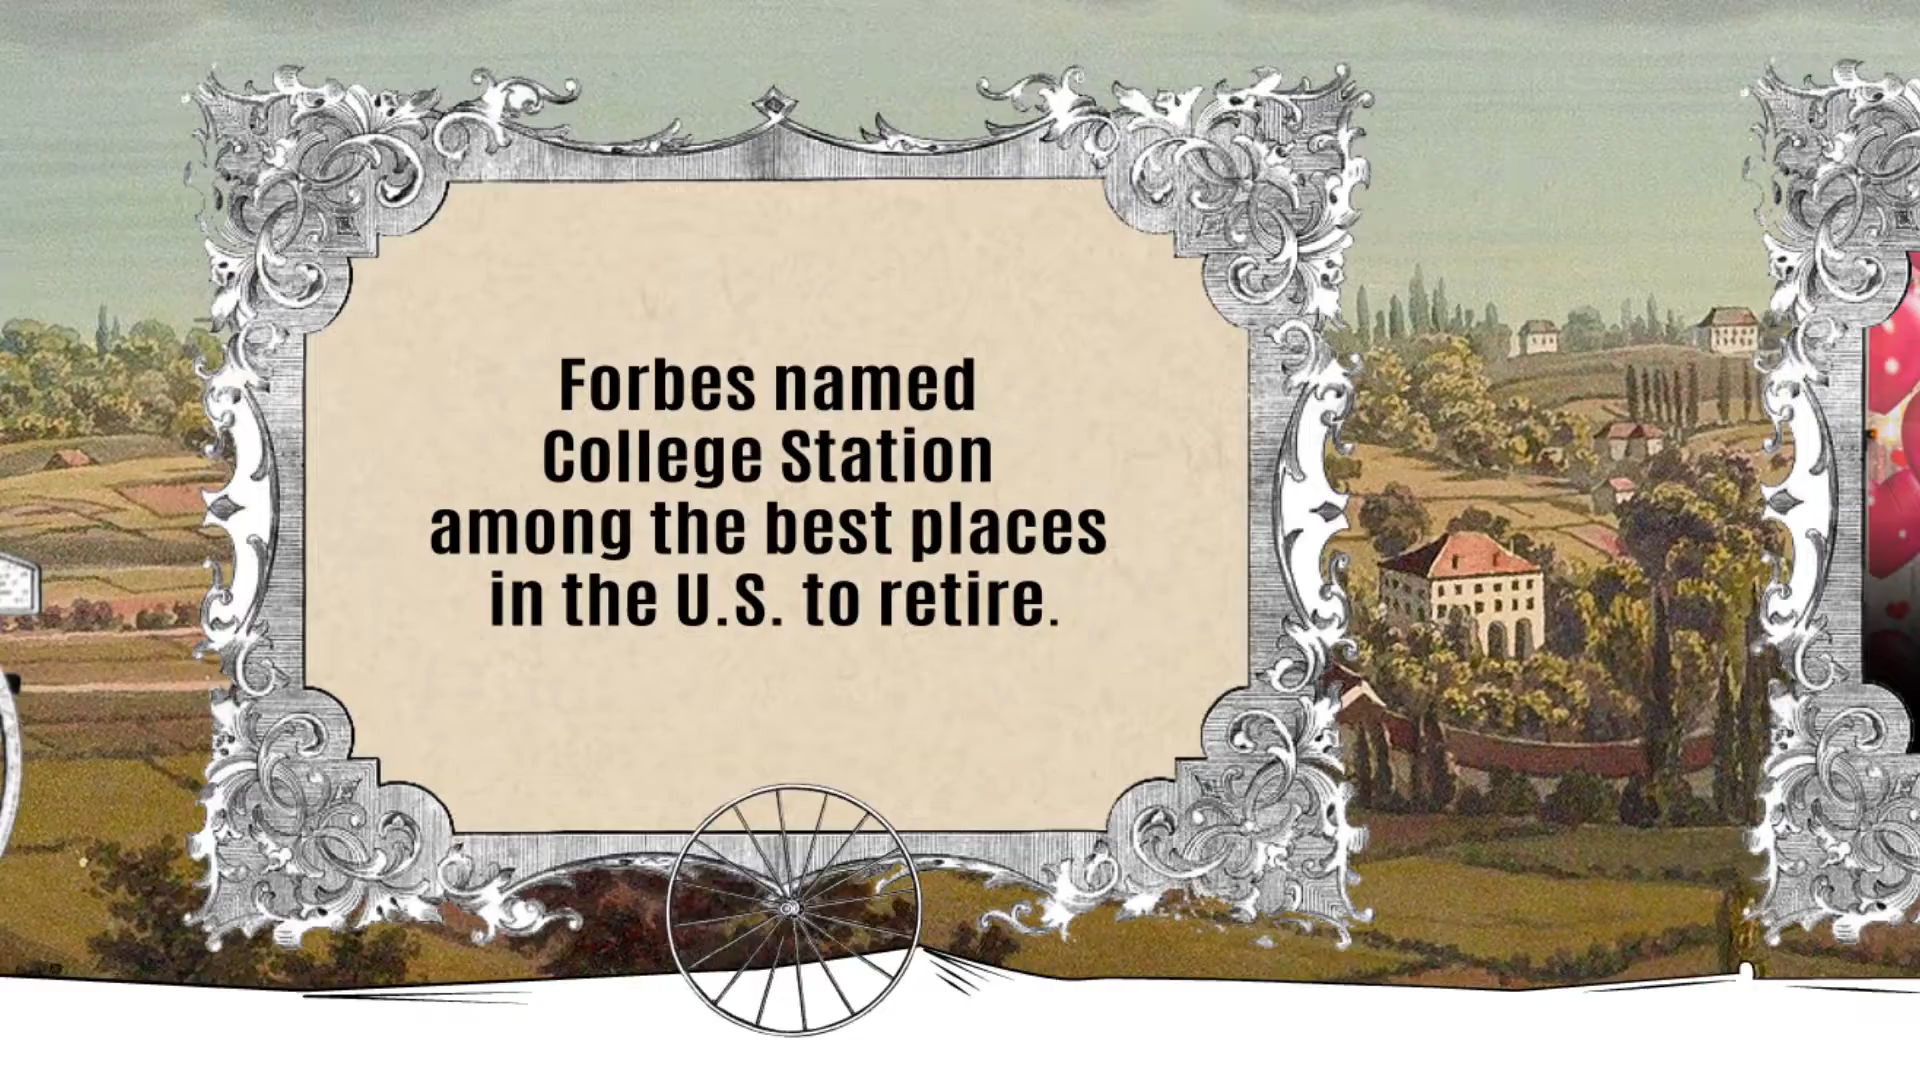 Forbes named
College Station
among the best places
in the U.S. to retire.